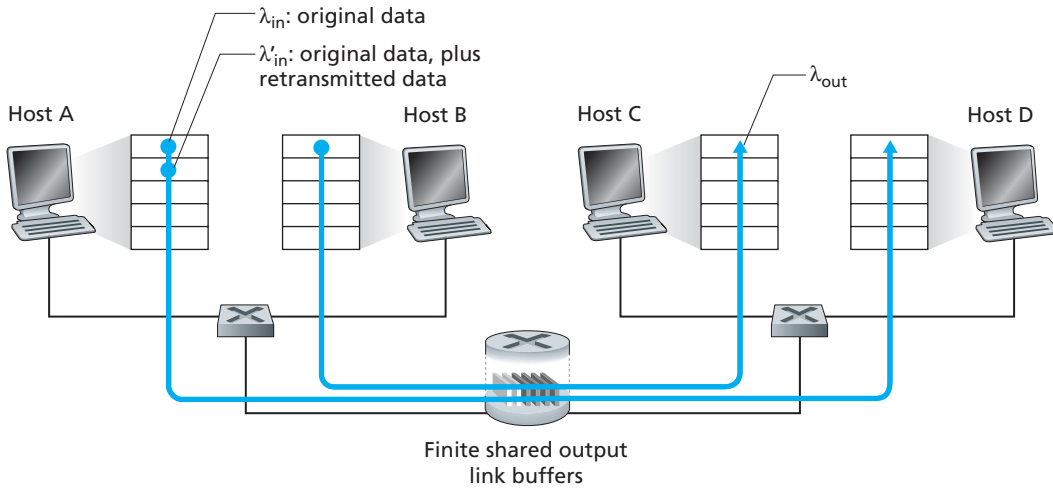 λin: original data
λ'in: original data, plus
retransmitted data
λout
Host A
Host B
Host C
Host D
Finite shared output
link buffers